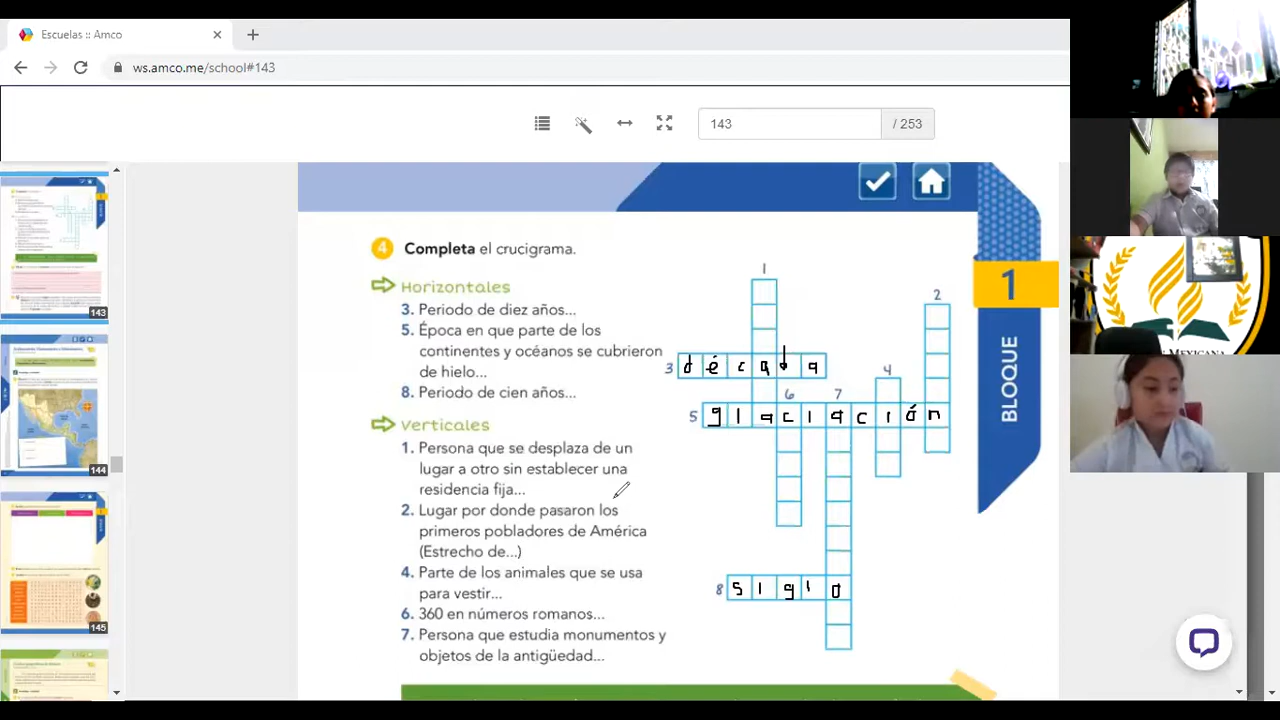 Escuelas :: Amco
ws.amco.me/school#143
143 / 253
4 Completa el crucigrama.
Horizontales
3. Periodo de diez años...
5. Época en que parte de los
continentes y océanos se cubrieron
de hielo...
8. Periodo de cien años...
Verticales
1. Persona que se desplaza de un
lugar a otro sin establecer una
residencia fija...
2. Lugar por donde pasaron los
primeros pobladores de América
(Estrecho de...)
4. Parte de los animales que se usa
para vestir...
6. 360 en números romanos...
7. Persona que estudia monumentos y
objetos de la antigüedad...
1
2
3 década
4
6 7
5 glaciación
8 siglo
1
BLOQUE
143
144
145